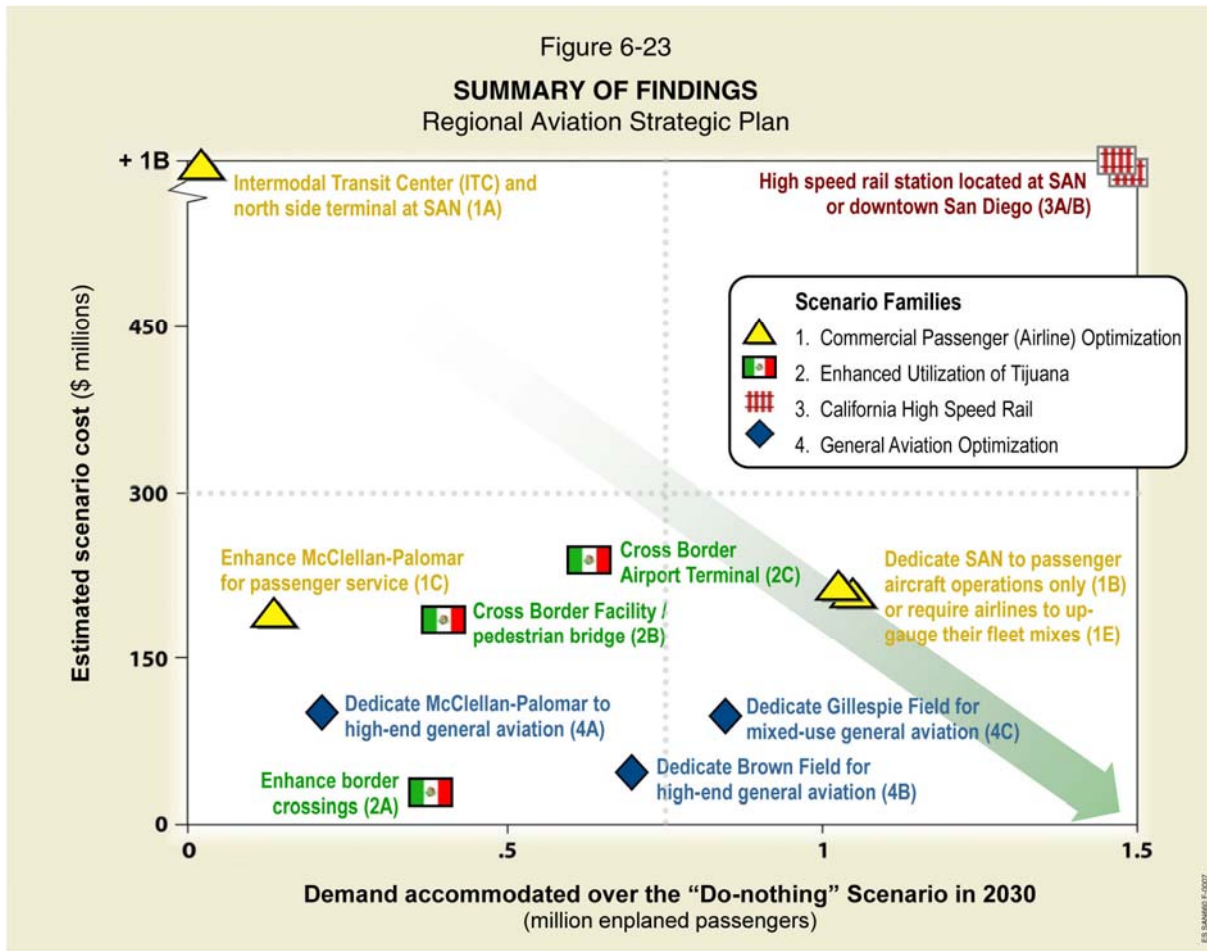 Figure 6-23
SUMMARY OF FINDINGS
Regional Aviation Strategic Plan
+ 1B
Intermodal Transit Center (ITC) and
north side terminal at SAN (1A)
High speed rail station located at SAN
or downtown San Diego (3A/B)
Scenario Families
1. Commercial Passenger (Airline) Optimization
2. Enhanced Utilization of Tijuana
3. California High Speed Rail
4. General Aviation Optimization
450
300
150
0
Estimated scenario cost ($ millions)
Enhance McClellan-Palomar
for passenger service (1C)
Cross Border
Airport Terminal (2C)
Cross Border Facility /
pedestrian bridge (2B)
Dedicate SAN to passenger
aircraft operations only (1B)
or require airlines to up-
gauge their fleet mixes (1E)
Dedicate McClellan-Palomar to
high-end general aviation (4A)
Dedicate Gillespie Field for
mixed-use general aviation (4C)
Enhance border
crossings (2A)
Dedicate Brown Field for
high-end general aviation (4B)
0
.5
1
1.5
Demand accommodated over the “Do-nothing” Scenario in 2030
(million enplaned passengers)